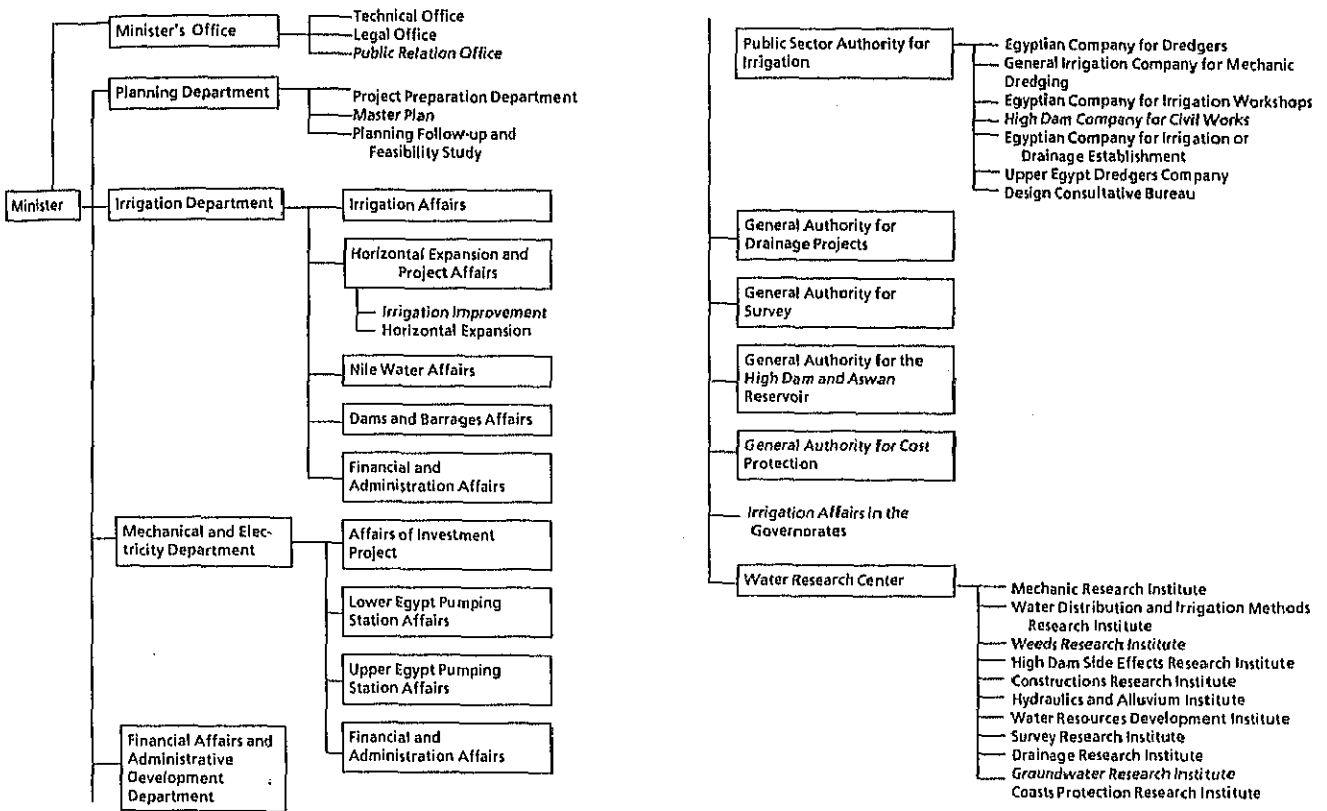 Minister's Office
Technical Office
Legal Office
Public Relation Office
Planning Department
Project Preparation Department
Master Plan
Planning Follow-up and
Feasibility Study
Minister
Irrigation Department
Irrigation Affairs
Horizontal Expansion and
Project Affairs
Irrigation Improvement
Horizontal Expansion
Nile Water Affairs
Dams and Barrages Affairs
Financial and
Administration Affairs
Mechanical and Elec-
tricity Department
Affairs of Investment
Project
Lower Egypt Pumping
Station Affairs
Upper Egypt Pumping
Station Affairs
Financial and
Administration Affairs
Financial Affairs and
Administrative
Development
Department
Public Sector Authority for
Irrigation
Egyptian Company for Dredgers
General Irrigation Company for Mechanic
Dredging
Egyptian Company for Irrigation Workshops
High Dam Company for Civil Works
Egyptian Company for Irrigation or
Drainage Establishment
Upper Egypt Dredgers Company
Design Consultative Bureau
General Authority for
Drainage Projects
General Authority for
Survey
General Authority for the
High Dam and Aswan
Reservoir
General Authority for Cost
Protection
Irrigation Affairs in the
Governorates
Water Research Center
Mechanic Research Institute
Water Distribution and Irrigation Methods
Research Institute
Weeds Research Institute
High Dam Side Effects Research Institute
Constructions Research Institute
Hydraulics and Alluvium Institute
Water Resources Development Institute
Survey Research Institute
Drainage Research Institute
Groundwater Research Institute
Coasts Protection Research Institute